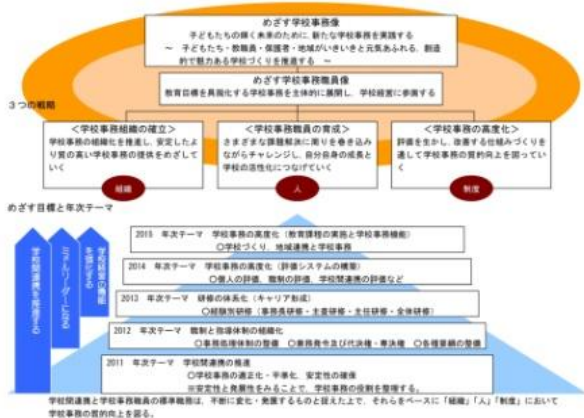 めざす学校事務像
子どもたちの輝く未来のために、新たな学校事務を実践する
～ 子どもたち・教職員・保護者・地域がいきいきと元気あふれる、創造
的で魅力ある学校づくりを推進する ～
めざす学校事務職員像
教育目標を具現化する学校事務を主体的に展開し、学校経営に参画する
３つの戦略
＜学校事務組織の確立＞
学校事務の組織化を推進し、安定したよ
り質の高い学校事務の提供をめざして
いく
組織
＜学校事務職員の育成＞
さまざまな課題解決に周りを巻き込み
ながらチャレンジし、自分自身の成長と
学校の活性化につなげていく
人
＜学校事務の高度化＞
評価を生かし、改善する仕組みづくりを
通して学校事務の質的向上を図ってい
く
制度
めざす目標と年次テーマ
学校間連携を推進する
ミドルリーダーになる
学校経営の機能
を強化する
2015 年次テーマ 学校事務の高度化（教育課程の実施と学校事務機能）
○学校づくり、地域連携と学校事務
2014 年次テーマ 学校事務の高度化（評価システムの構築）
○個人の評価、職制の評価、学校間連携の評価など
2013 年次テーマ 研修の体系化（キャリア形成）
○経験別研修（事務長研修・主査研修・主任研修・全体研修）
2012 年次テーマ 職制と指導体制の組織化
○事務処理体制の整備 ○兼務発令及び代決権・専決権 ○各種要綱の整備
2011 年次テーマ 学校間連携の推進
○学校事務の適正化・平準化、安定性の確保
※安定性と発展性をみることで、学校事務の役割を整理する。
学校間連携と学校事務職員の標準職務は、不断に変化・発展するものと捉えた上で、それらをベースに「組織」「人」「制度」において
学校事務の質的向上を図る。